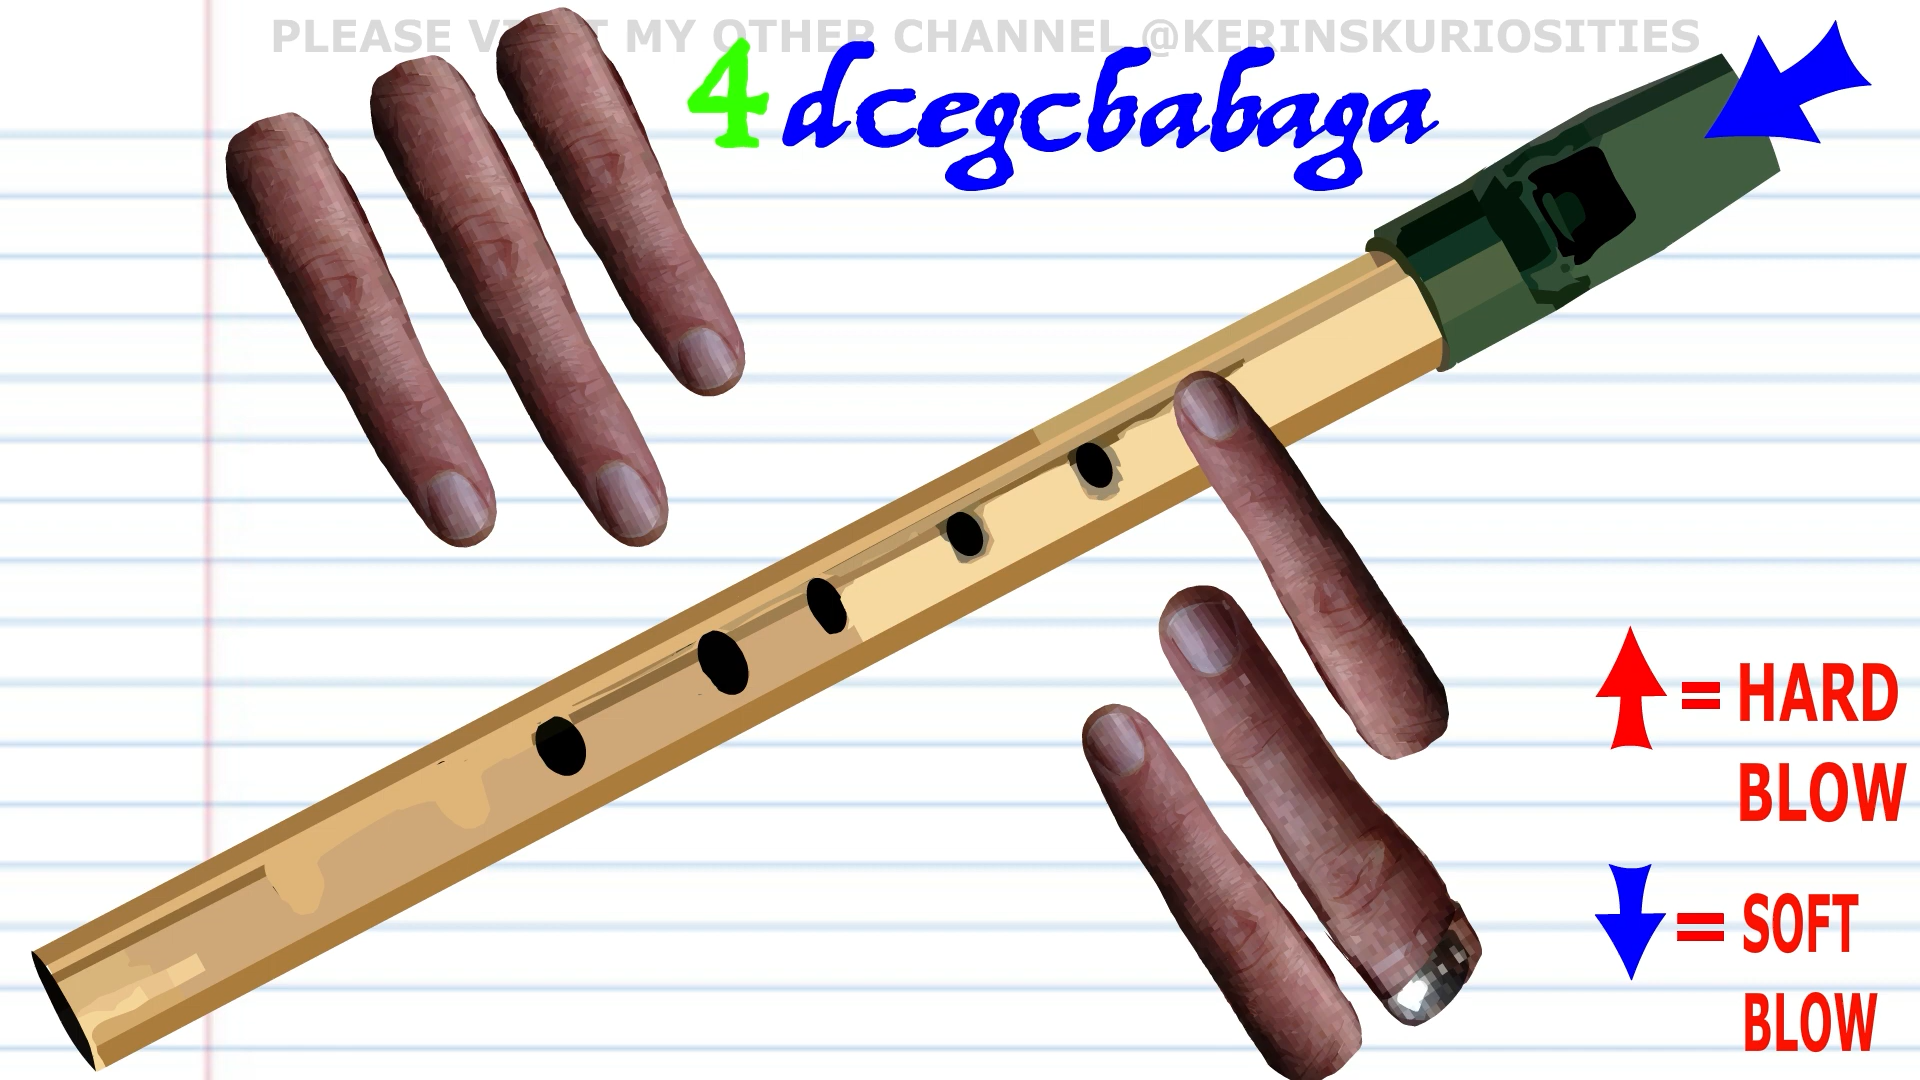 PLEASE VISIT MY OTHER CHANNEL @KERINSKURIOSITIES
4 dcegcbabaga
= HARD
BLOW
= SOFT
BLOW